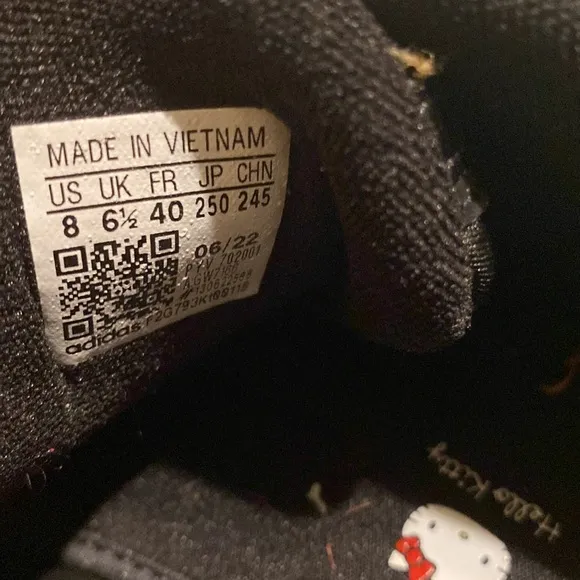 MADE IN VIETNAM
US UK FR JP CHN
8 6½ 40 250 245
06/22
702001
adidas
Hello Kitty